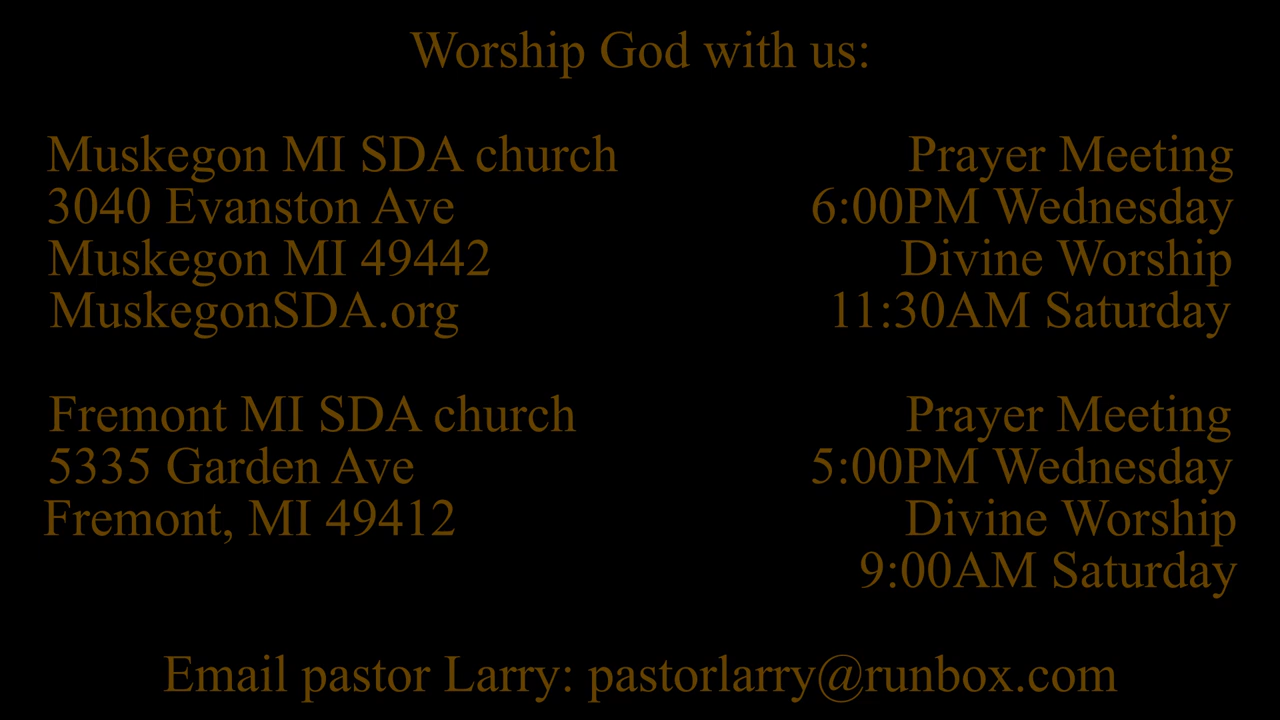 Worship God with us:
Muskegon MI SDA church
3040 Evanston Ave
Muskegon MI 49442
MuskegonSDA.org
Prayer Meeting
6:00PM Wednesday
Divine Worship
11:30AM Saturday
Fremont MI SDA church
5335 Garden Ave
Fremont, MI 49412
Prayer Meeting
5:00PM Wednesday
Divine Worship
9:00AM Saturday
Email pastor Larry: pastorlarry@runbox.com